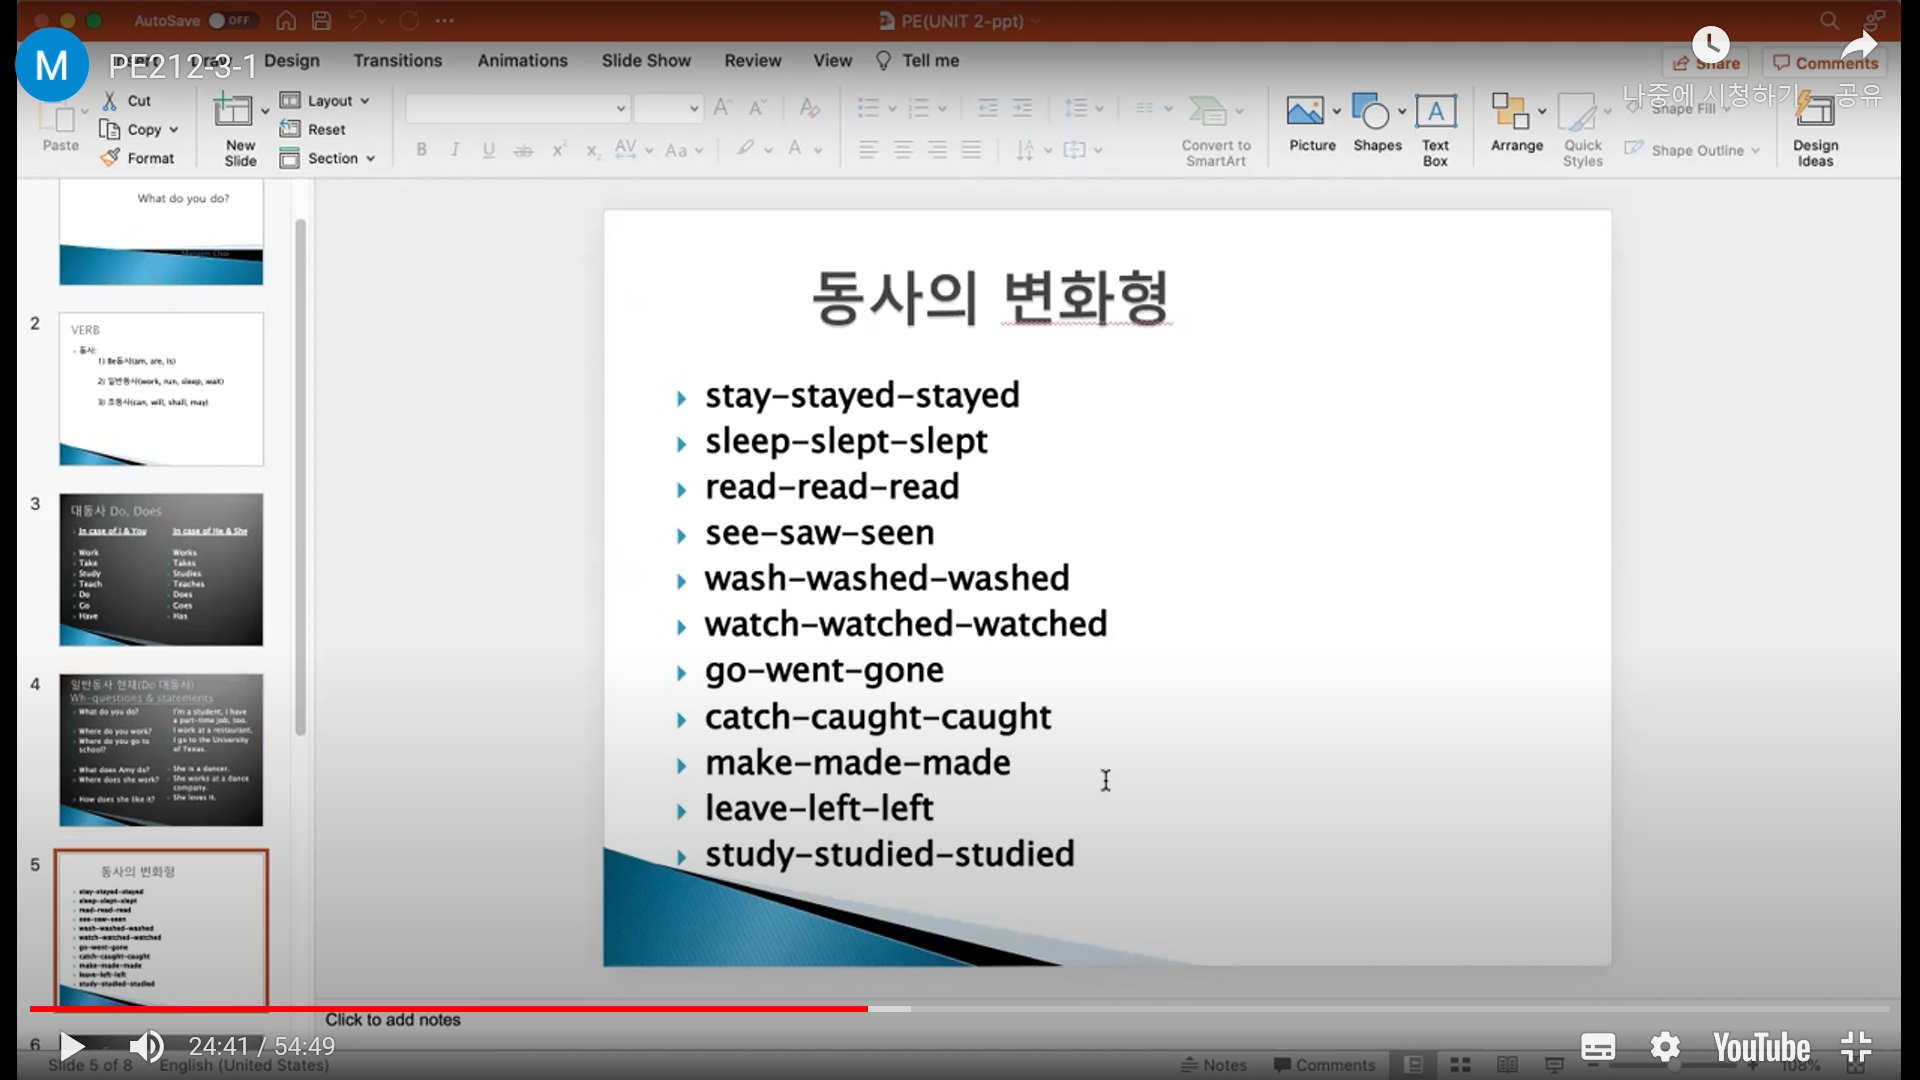 AutoSave OFF
PE(UNIT 2-ppt)
M PE212-3-1
Insert Draw Design Transitions Animations Slide Show Review View Tell me
Share Comments
나중에 시청하기 공유
Paste
Cut
Copy
Format
New Slide
Layout
Reset
Section
Convert to SmartArt
Picture
Shapes
Text Box
Arrange
Quick Styles
Shape Fill
Shape Outline
Design Ideas
What do you do?
2
VERB
동사:
1) Be동사(am, are, is)
2) 일반동사(work, run, sleep, wait)
3) 조동사(can, will, shall, may)
3
대동사 Do, Does
In case of I & You In case of He & She
Work Works
Take Takes
Study Studies
Teach Teaches
Do Does
Go Goes
Have Has
4
일반동사 현재(Do 대동사)
Wh-questions & statements
What do you do? I'm a student, I have
a part-time job, too.
Where do you work? I work at a restaurant.
Where do you go to I go to the University
school? of Texas.
What does Amy do? She is a dancer.
Where does she work? She works at a dance
company.
How does she like it? She loves it.
5
동사의 변화형
stay-stayed-stayed
sleep-slept-slept
read-read-read
see-saw-seen
wash-washed-washed
watch-watched-watched
go-went-gone
catch-caught-caught
make-made-made
leave-left-left
study-studied-studied
6
동사의 변화형
stay-stayed-stayed
sleep-slept-slept
read-read-read
see-saw-seen
wash-washed-washed
watch-watched-watched
go-went-gone
catch-caught-caught
make-made-made
leave-left-left
study-studied-studied
Click to add notes
24:41 / 54:49
YouTube
Slide 5 of 8 English (United States)
Notes Comments
108%